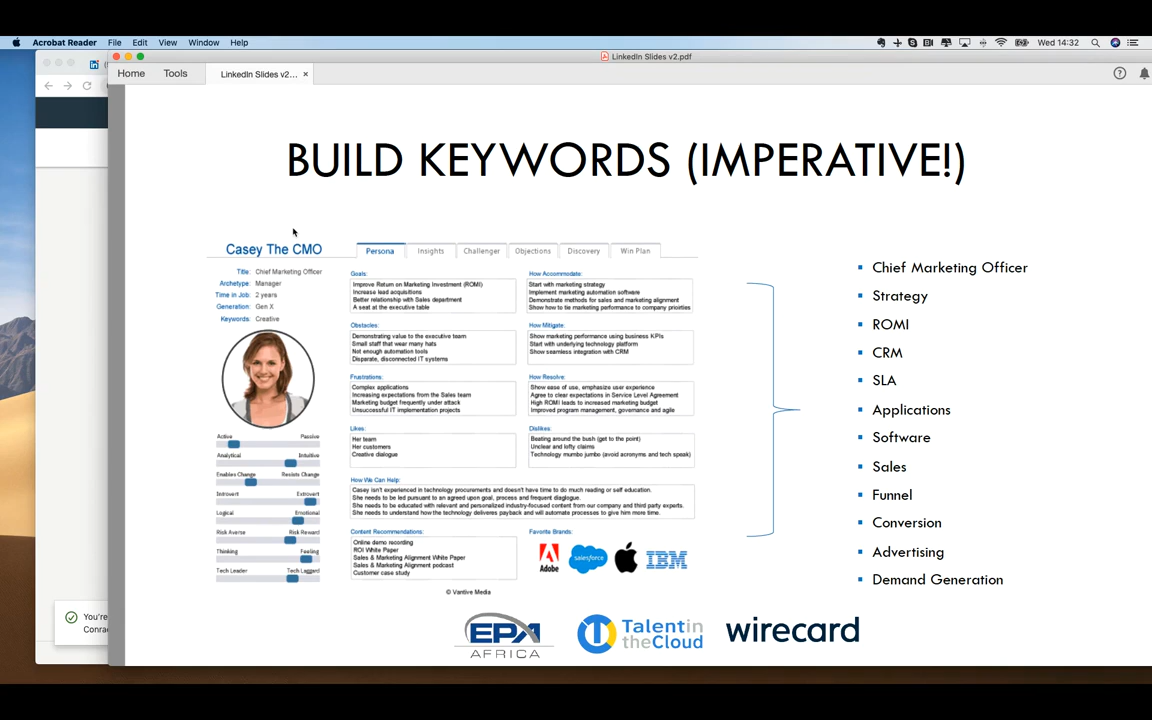 Acrobat Reader File Edit View Window Help Wed 14:32
LinkedIn Slides v2.pdf
Home Tools LinkedIn Slides v2... ×
BUILD KEYWORDS (IMPERATIVE!)
Casey The CMO
Title: Chief Marketing Officer
Archetype: Manager
Time in Job: 2 years
Generation: Gen X
Keywords: Creative
Active Passive
Analytical Intuitive
Enables Change Resists Change
Introvert Extrovert
Logical Emotional
Risk Averse Risk Reward
Thinking Feeling
Tech Leader Tech Laggard
Persona Insights Challenger Objections Discovery Win Plan
Goals:
Improve Return on Marketing Investment (ROMI)
Increase lead acquisitions
Better relationship with Sales department
A seat at the executive table
How Accommodate:
Start with marketing strategy
Implement marketing automation software
Demonstrate methods for sales and marketing alignment
Show how to tie marketing performance to company priorities
Obstacles:
Demonstrating value to the executive team
Small staff that wear many hats
Not enough automation tools
Disparate, disconnected IT systems
How Mitigate:
Show marketing performance using business KPIs
Start with underlying technology platform
Show seamless integration with CRM
Frustrations:
Complex applications
Increasing expectations from the Sales team
Marketing budget frequently under attack
Unsuccessful IT implementation projects
How Resolve:
Show ease of use, emphasize user experience
Agree to clear expectations in Service Level Agreement
High ROMI leads to increased marketing budget
Improved program management, governance and agile
Likes:
Her team
Her customers
Creative dialogue
Dislikes:
Beating around the bush (get to the point)
Unclear and lofty claims
Technology mumbo jumbo (avoid acronyms and tech speak)
How We Can Help:
Casey isn't experienced in technology procurements and doesn't have time to do much reading or self education.
She needs to be led pursuant to an agreed upon goal, process and frequent diaglogue.
She needs to be educated with relevant and personalized industry-focused content from our company and third party experts.
She needs to understand how the technology delivers payback and will automate processes to give him more time.
Content Recommendations:
Online demo recording
ROI White Paper
Sales & Marketing Alignment White Paper
Sales & Marketing Alignment podcast
Customer case study
Favorite Brands:
Adobe
salesforce
IBM
© Vantive Media
Chief Marketing Officer
Strategy
ROMI
CRM
SLA
Applications
Software
Sales
Funnel
Conversion
Advertising
Demand Generation
You're
Conrad
EPA
AFRICA
Talentin
theCloud
wirecard